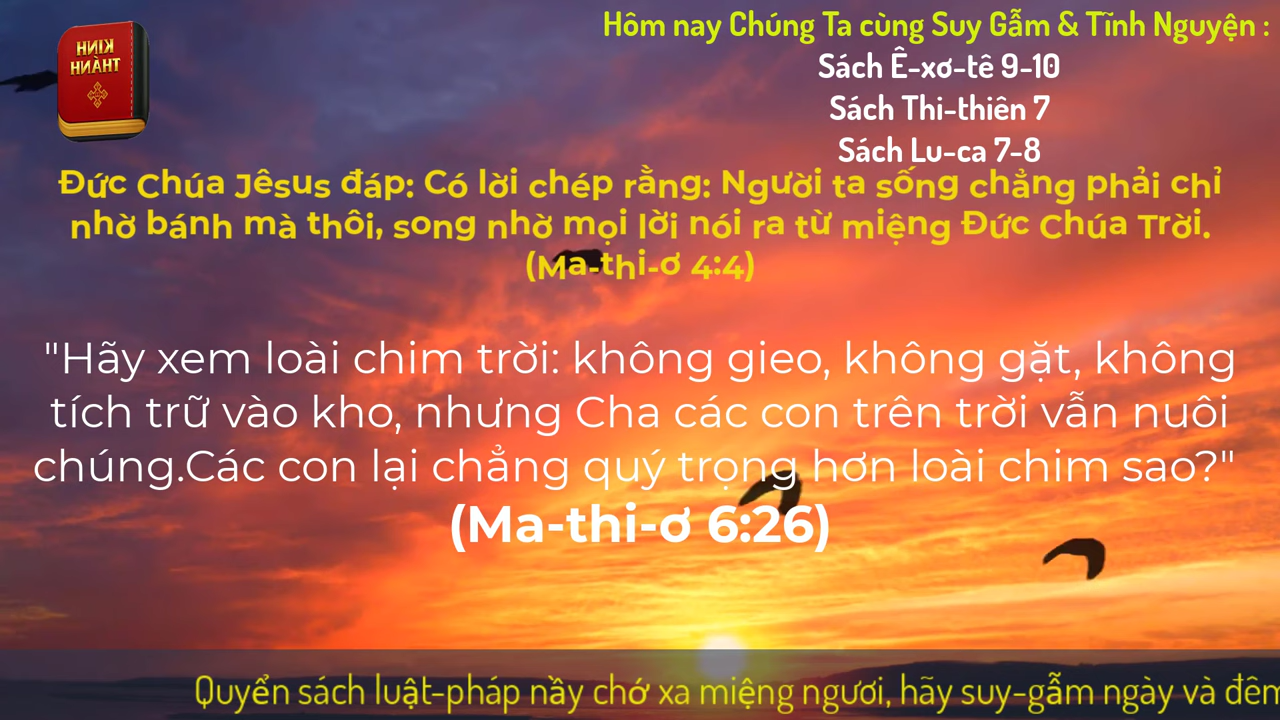 Hôm nay Chúng Ta cùng Suy Gẫm & Tĩnh Nguyện :
Sách Ê-xơ-tê 9-10
Sách Thi-thiên 7
Sách Lu-ca 7-8
KINH
THÀNH
Đức Chúa Jêsus đáp: Có lời chép rằng: Người ta sống chẳng phải chỉ
nhờ bánh mà thôi, song nhờ mọi lời nói ra từ miệng Đức Chúa Trời.
(Ma-thi-ơ 4:4)
"Hãy xem loài chim trời: không gieo, không gặt, không
tích trữ vào kho, nhưng Cha các con trên trời vẫn nuôi
chúng.Các con lại chẳng quý trọng hơn loài chim sao?"
(Ma-thi-ơ 6:26)
Quyển sách luật-pháp nầy chớ xa miệng ngươi, hãy suy-gẫm ngày và đêm